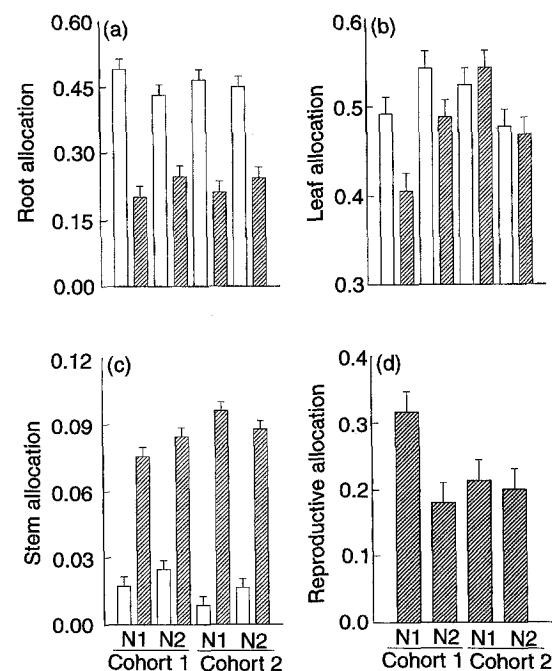 (a)
Root allocation
0.60
0.45
0.30
0.15
0.00
(b)
Leaf allocation
0.5
0.4
0.3
(c)
Stem allocation
0.12
0.09
0.06
0.03
0.00
N1 N2 N1 N2
Cohort 1 Cohort 2
(d)
Reproductive allocation
0.4
0.3
0.2
0.1
0.0
N1 N2 N1 N2
Cohort 1 Cohort 2